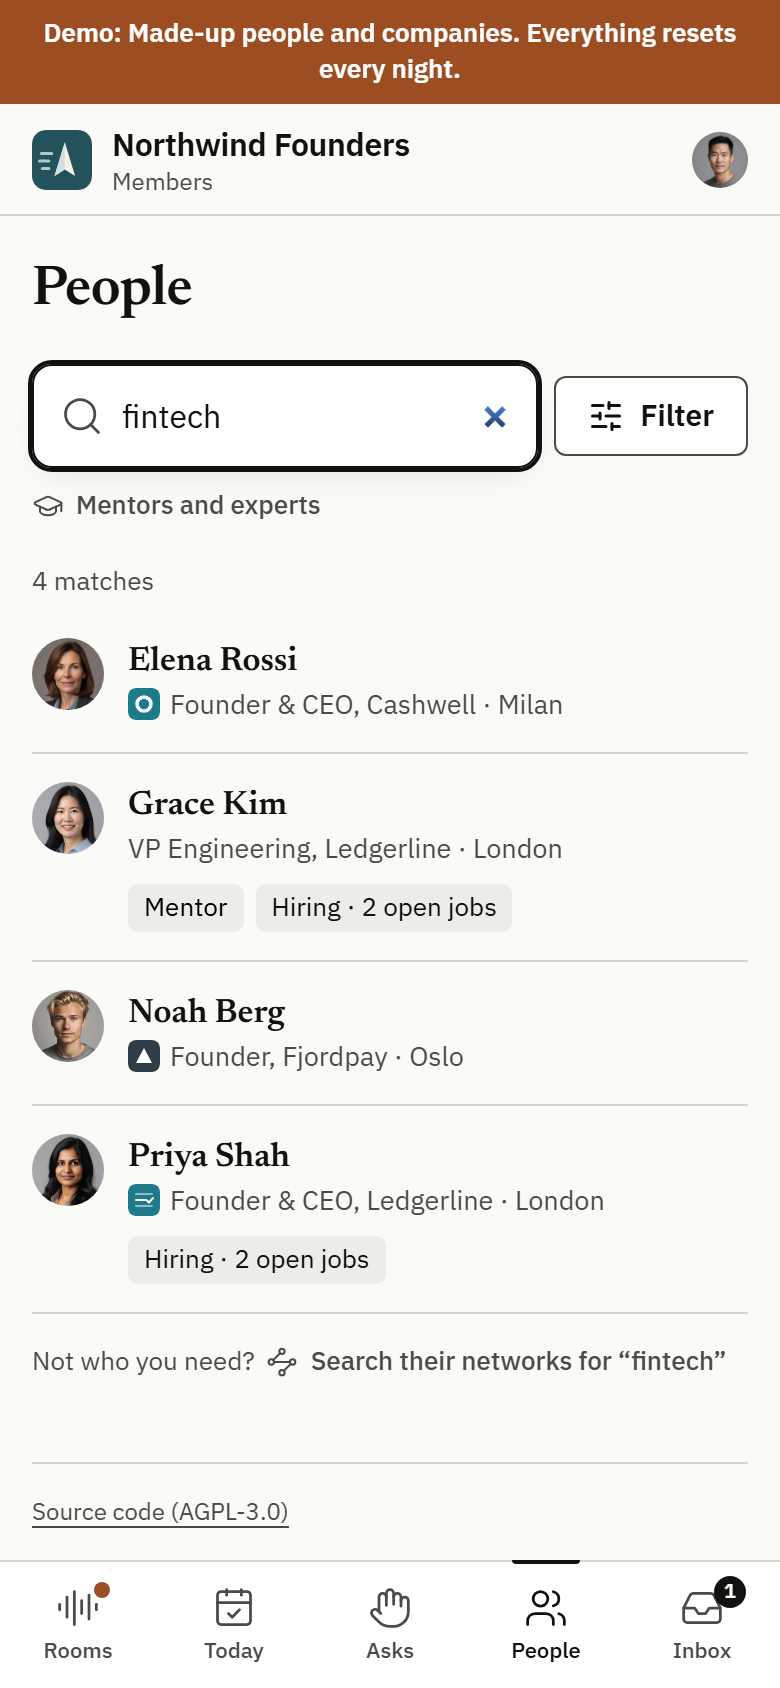 Demo: Made-up people and companies. Everything resets
every night.
Northwind Founders
Members
People
fintech
Filter
Mentors and experts
4 matches
Elena Rossi
Founder & CEO, Cashwell · Milan
Grace Kim
VP Engineering, Ledgerline · London
Mentor
Hiring · 2 open jobs
Noah Berg
Founder, Fjordpay · Oslo
Priya Shah
Founder & CEO, Ledgerline · London
Hiring · 2 open jobs
Not who you need? Search their networks for “fintech”
Source code (AGPL-3.0)
1
Rooms
Today
Asks
People
Inbox